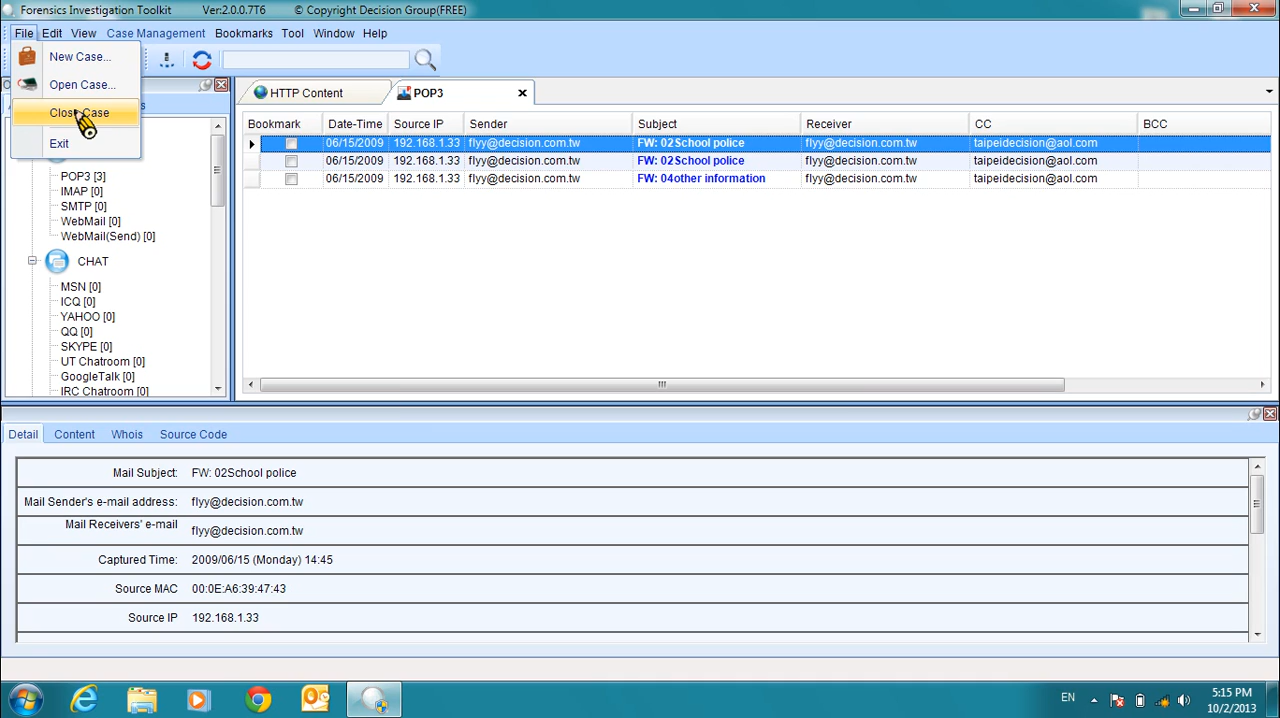 Forensics Investigation Toolkit Ver:2.0.0.7T6 © Copyright Decision Group(FREE)
File Edit View Case Management Bookmarks Tool Window Help
New Case...
Open Case...
Close Case
Exit
HTTP Content POP3
Bookmark Date-Time Source IP Sender Subject Receiver CC BCC
06/15/2009 192.168.1.33 flyy@decision.com.tw FW: 02School police flyy@decision.com.tw taipeidecision@aol.com
06/15/2009 192.168.1.33 flyy@decision.com.tw FW: 02School police flyy@decision.com.tw taipeidecision@aol.com
06/15/2009 192.168.1.33 flyy@decision.com.tw FW: 04other information flyy@decision.com.tw taipeidecision@aol.com
POP3 [3]
IMAP [0]
SMTP [0]
WebMail [0]
WebMail(Send) [0]
CHAT
MSN [0]
ICQ [0]
YAHOO [0]
QQ [0]
SKYPE [0]
UT Chatroom [0]
GoogleTalk [0]
IRC Chatroom [0]
Detail Content Whois Source Code
Mail Subject: FW: 02School police
Mail Sender's e-mail address: flyy@decision.com.tw
Mail Receivers' e-mail flyy@decision.com.tw
Captured Time: 2009/06/15 (Monday) 14:45
Source MAC 00:0E:A6:39:47:43
Source IP 192.168.1.33
EN
5:15 PM
10/2/2013